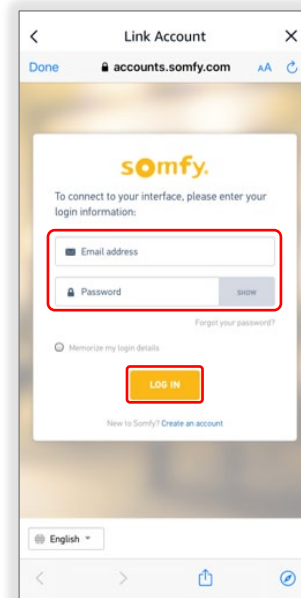 Link Account
Done accounts.somfy.com AA
somfy.
To connect to your interface, please enter your
login information:
Email address
Password SHOW
Forgot your password?
Memorize my login details
LOG IN
New to Somfy? Create an account
English